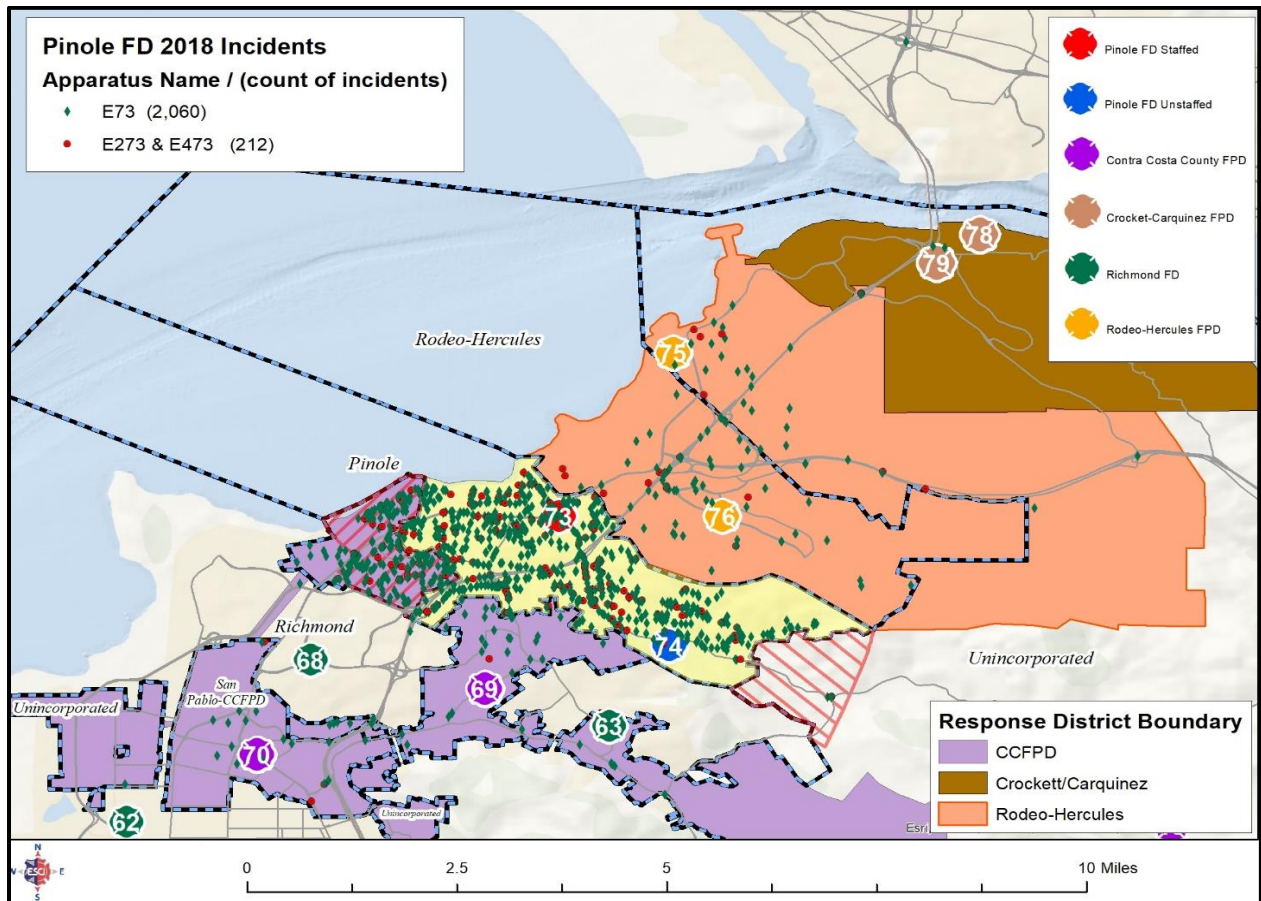 Pinole FD 2018 Incidents
Apparatus Name / (count of incidents)
E73 (2,060)
E273 & E473 (212)
Pinole FD Staffed
Pinole FD Unstaffed
Contra Costa County FPD
Crocket-Carquinez FPD
Richmond FD
Rodeo-Hercules FPD
78
79
Rodeo-Hercules
75
Pinole
73
76
Richmond
68
74
Unincorporated
69
San
Pablo-CCFPD
Unincorporated
63
70
62
Unincorporated
Esri
Response District Boundary
CCFPD
Crockett/Carquinez
Rodeo-Hercules
N
W
E
S
ESCI
0
2.5
5
10 Miles